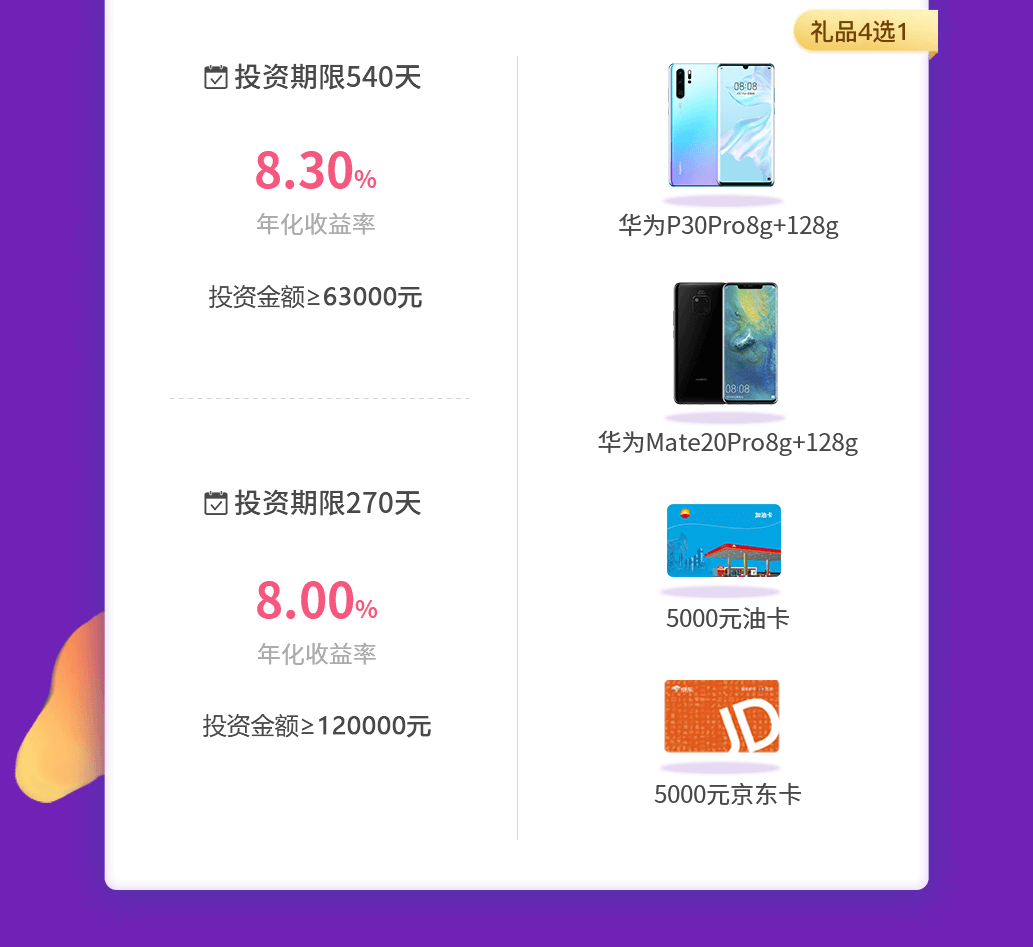 礼品4选1
投资期限540天
8.30%
年化收益率
投资金额≥63000元
投资期限270天
8.00%
年化收益率
投资金额≥120000元
08:08
华为P30Pro8g+128g
08:08
华为Mate20Pro8g+128g
加油卡
5000元油卡
JD
5000元京东卡